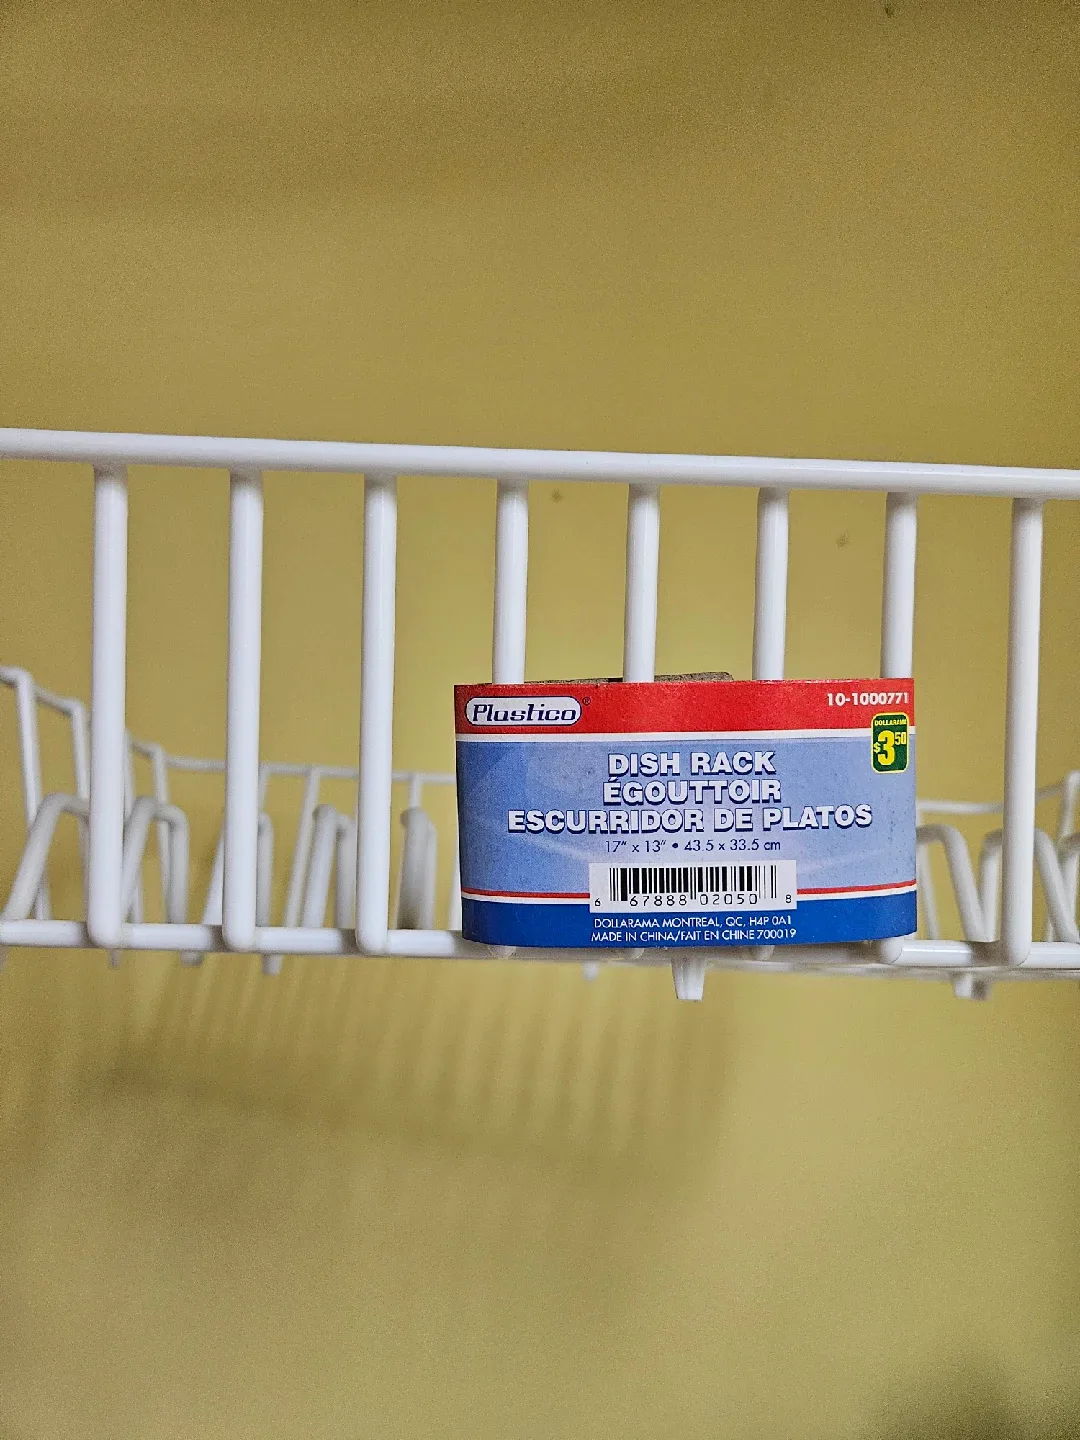 Plastico®
10-1000771
DOLLARAMA
$3.50
DISH RACK
ÉGOUTTOIR
ESCURRIDOR DE PLATOS
17" x 13" • 43.5 x 33.5 cm
6 67888 02050 8
DOLLARAMA MONTREAL, QC, H4P 0A1
MADE IN CHINA/FAIT EN CHINE 700019